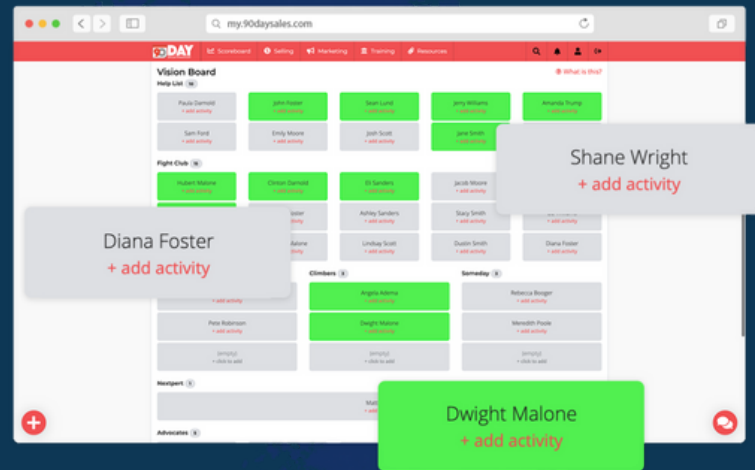 my.90daysales.com
90DAY Scoreboard Selling Marketing Training Resources
Vision Board What is this?
Help List
Paula Darnold John Foster Sean Lund Jerry Williams Amanda Trump
+ add activity + add activity + add activity + add activity + add activity
Sam Ford Emily Moore Josh Scott Jane Smith
+ add activity + add activity + add activity + add activity
Shane Wright
+ add activity
Fight Club
Hubert Malone Clinton Darnold Eli Sanders Jacob Moore
+ add activity + add activity + add activity + add activity
Ashley Sanders Stacy Smith
+ add activity + add activity
Diana Foster
+ add activity
Lindsay Scott Dustin Smith Diana Foster
+ add activity + add activity + add activity
Climbers Someday
Angela Adema Rebecca Booger
+ add activity + add activity + add activity
Pete Robinson Dwight Malone Meredith Poole
+ add activity + add activity + add activity
(empty) (empty) (empty)
+ click to add + click to add + click to add
Nextpert
Dwight Malone
+ add activity
Advocates